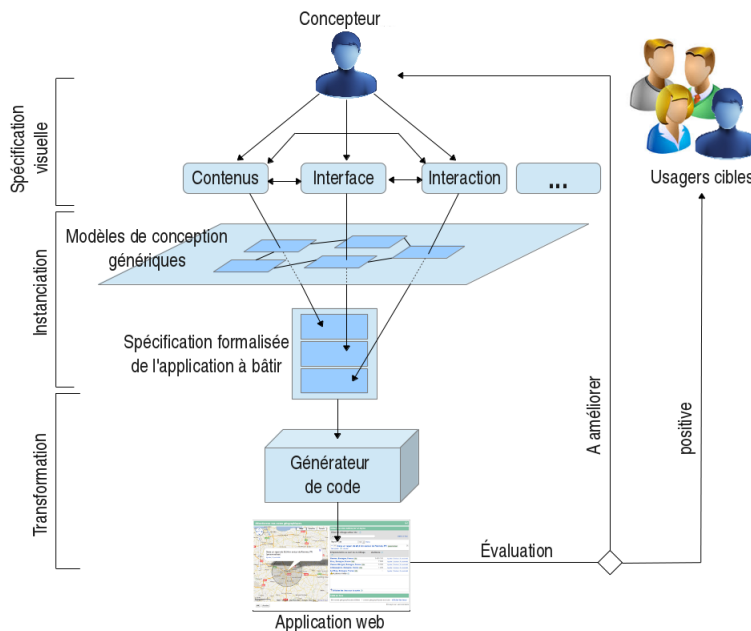 Concepteur
Spécification
visuelle
Usagers cibles
Contenus
Interface
Interaction
...
Instanciation
Modèles de conception
génériques
Spécification formalisée
de l'application à bâtir
A améliorer
positive
Transformation
Générateur
de code
Évaluation
Application web